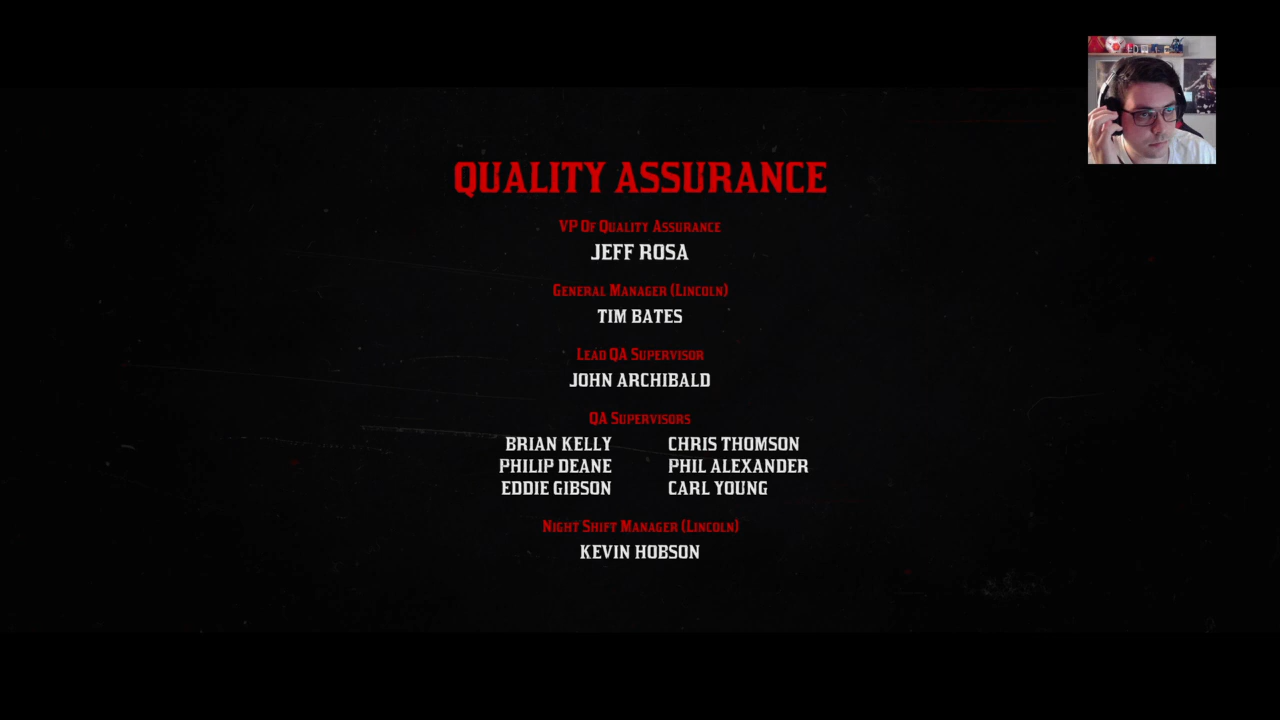 QUALITY ASSURANCE
VP Of Quality Assurance
JEFF ROSA
General Manager (Lincoln)
TIM BATES
Lead QA Supervisor
JOHN ARCHIBALD
QA Supervisors
BRIAN KELLY CHRIS THOMSON
PHILIP DEANE PHIL ALEXANDER
EDDIE GIBSON CARL YOUNG
Night Shift Manager (Lincoln)
KEVIN HOBSON